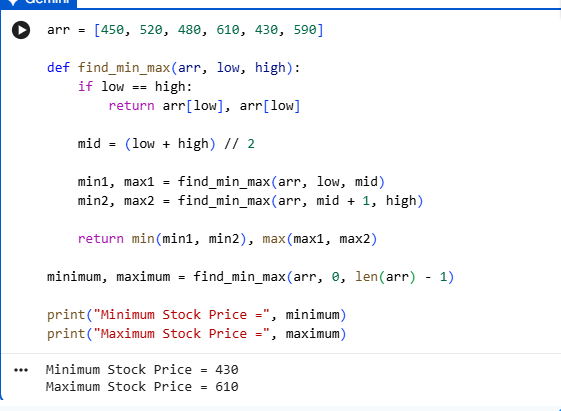 Gemini
arr = [450, 520, 480, 610, 430, 590]
def find_min_max(arr, low, high):
    if low == high:
        return arr[low], arr[low]
    mid = (low + high) // 2
    min1, max1 = find_min_max(arr, low, mid)
    min2, max2 = find_min_max(arr, mid + 1, high)
    return min(min1, min2), max(max1, max2)
minimum, maximum = find_min_max(arr, 0, len(arr) - 1)
print("Minimum Stock Price =", minimum)
print("Maximum Stock Price =", maximum)
Minimum Stock Price = 430
Maximum Stock Price = 610